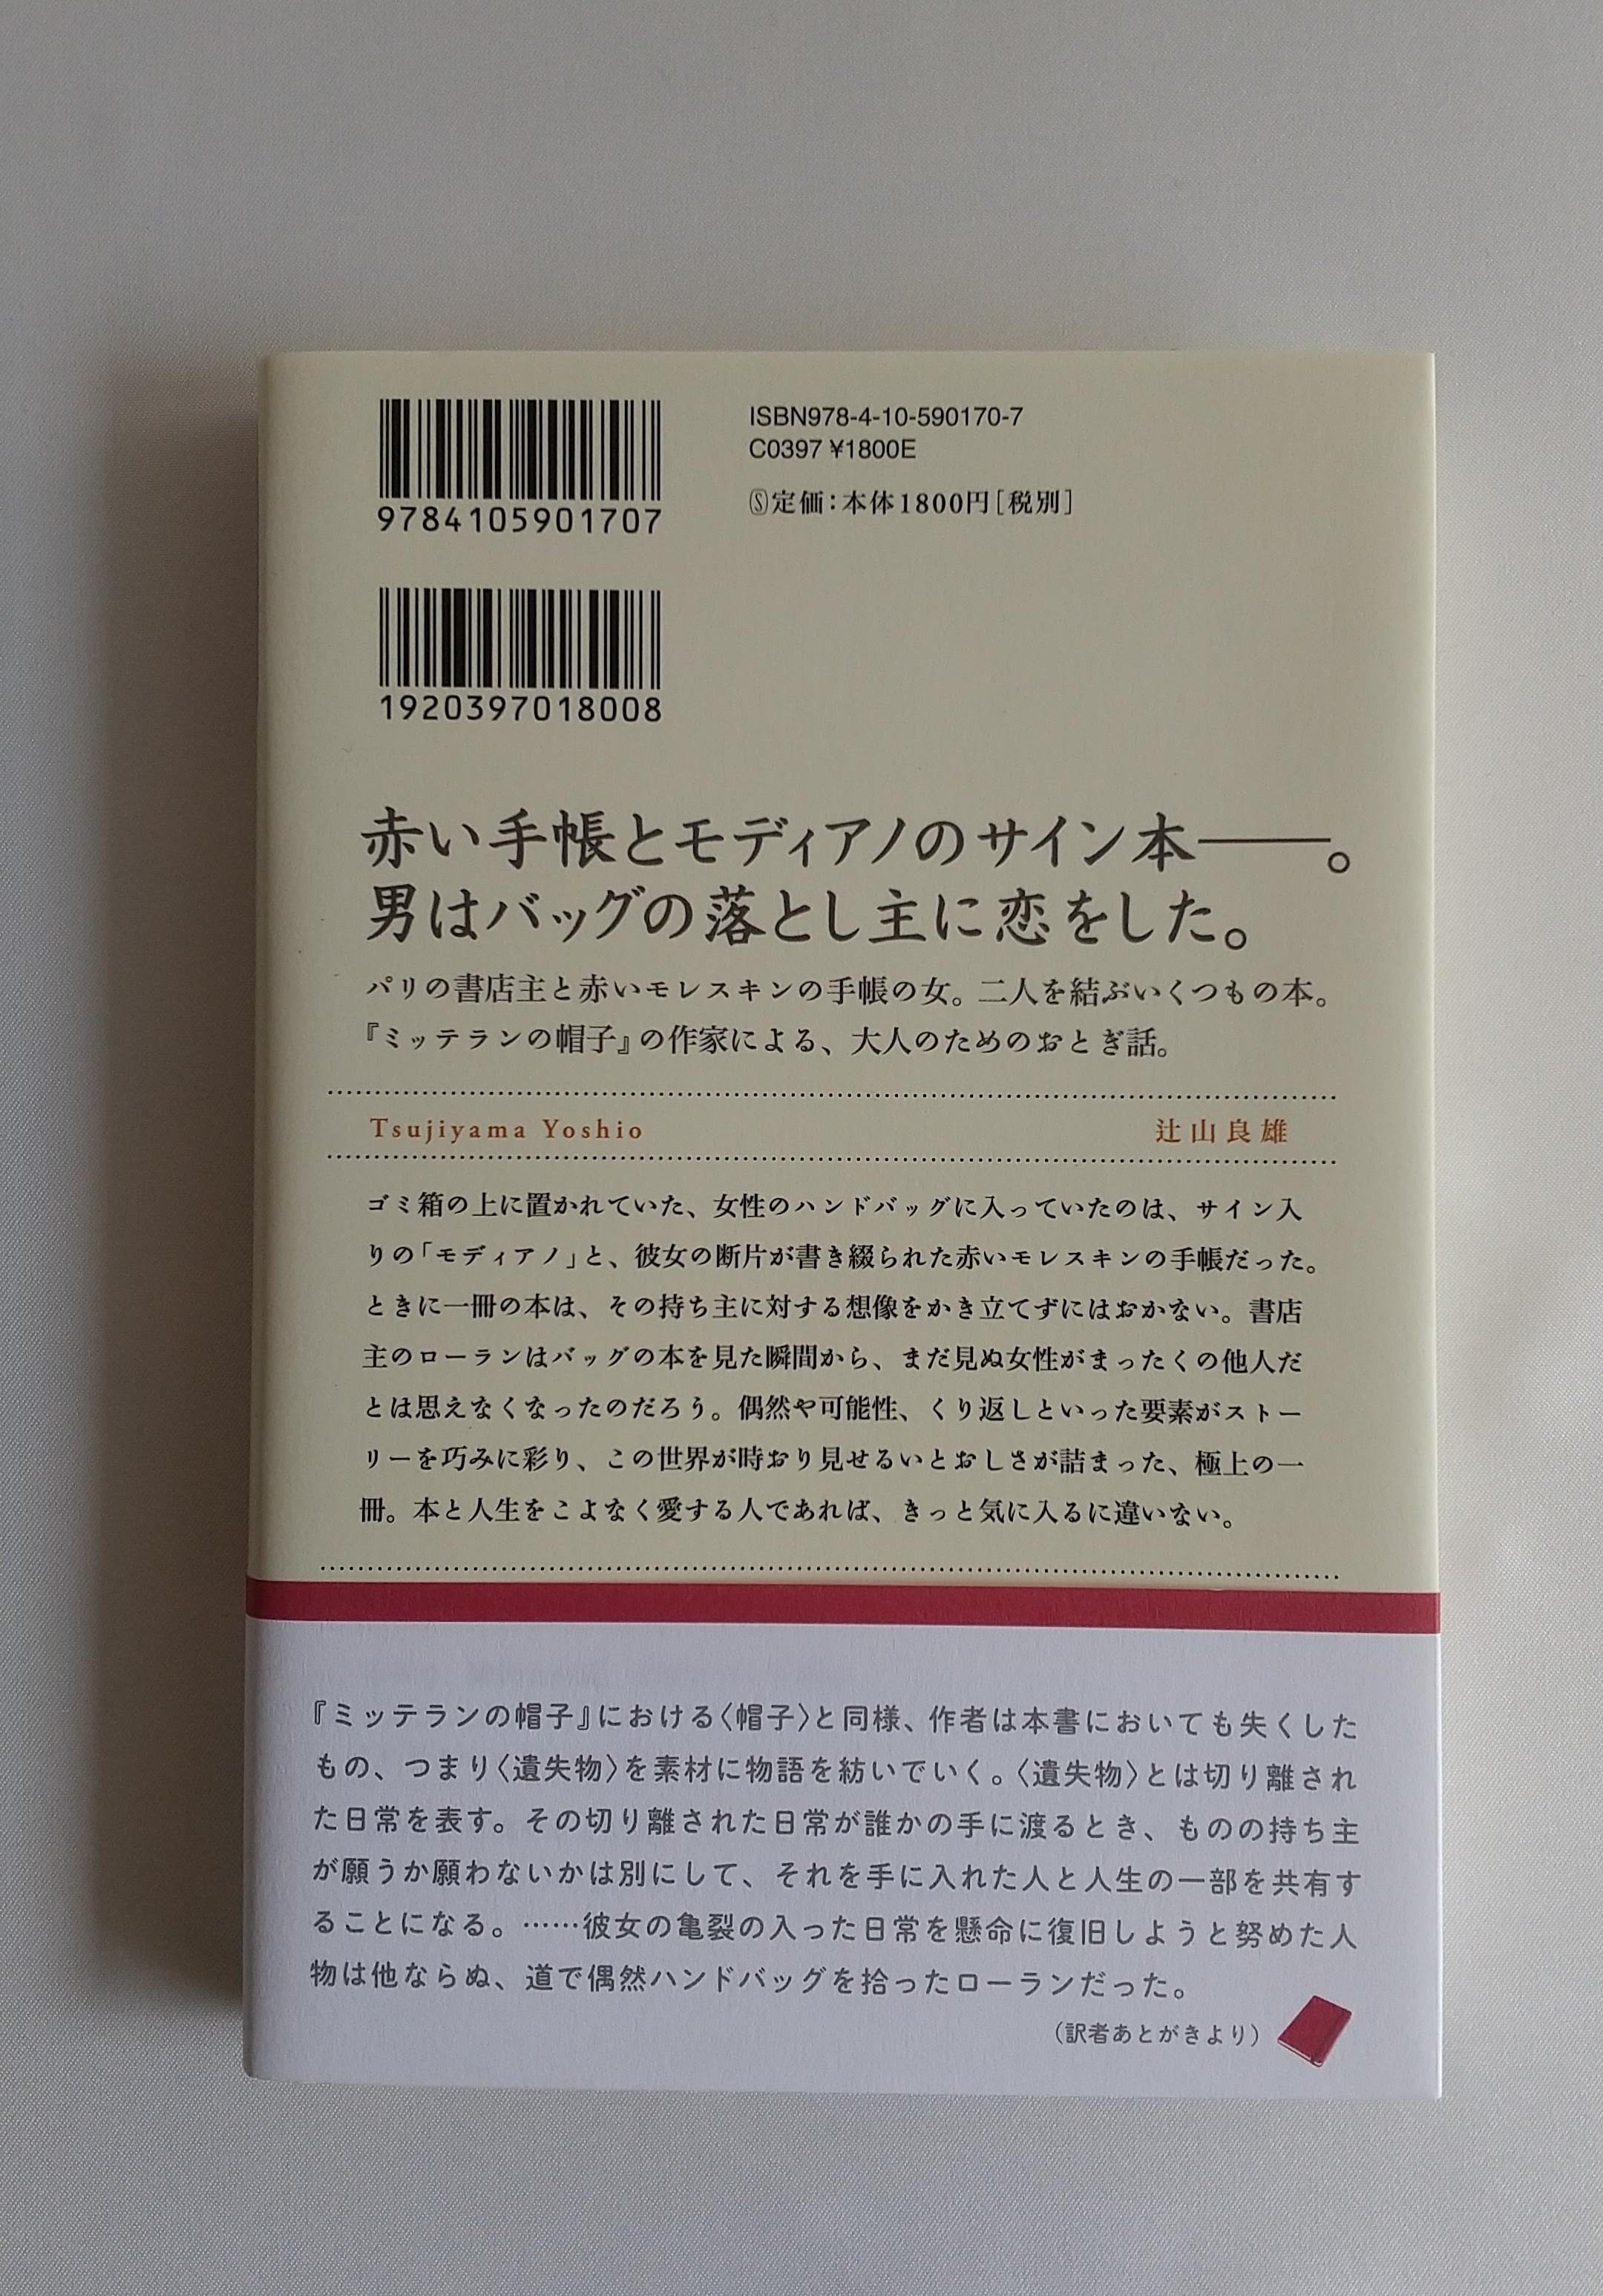 ISBN978-4-10-590170-7
C0397 ¥1800E
Ⓢ定価：本体1800円［税別］
9784105901707
1920397018008
赤い手帳とモディアノのサイン本――。
男はバッグの落とし主に恋をした。
パリの書店主と赤いモレスキンの手帳の女。二人を結ぶいくつもの本。
『ミッテランの帽子』の作家による、大人のためのおとぎ話。
Tsujiyama Yoshio 辻山良雄
ゴミ箱の上に置かれていた、女性のハンドバッグに入っていたのは、サイン入
りの「モディアノ」と、彼女の断片が書き綴られた赤いモレスキンの手帳だった。
ときに一冊の本は、その持ち主に対する想像をかき立てずにはおかない。書店
主のローランはバッグの本を見た瞬間から、まだ見ぬ女性がまったくの他人だ
とは思えなくなったのだろう。偶然や可能性、くり返しといった要素がストー
リーを巧みに彩り、この世界が時おり見せるいとおしさが詰まった、極上の一
冊。本と人生をこよなく愛する人であれば、きっと気に入るに違いない。
『ミッテランの帽子』における〈帽子〉と同様、作者は本書においても失くした
もの、つまり〈遺失物〉を素材に物語を紡いでいく。〈遺失物〉とは切り離され
た日常を表す。その切り離された日常が誰かの手に渡るとき、ものの持ち主
が願うか願わないかは別にして、それを手に入れた人と人生の一部を共有す
ることになる。……彼女の亀裂の入った日常を懸命に復旧しようと努めた人
物は他ならぬ、道で偶然ハンドバッグを拾ったローランだった。
（訳者あとがきより）